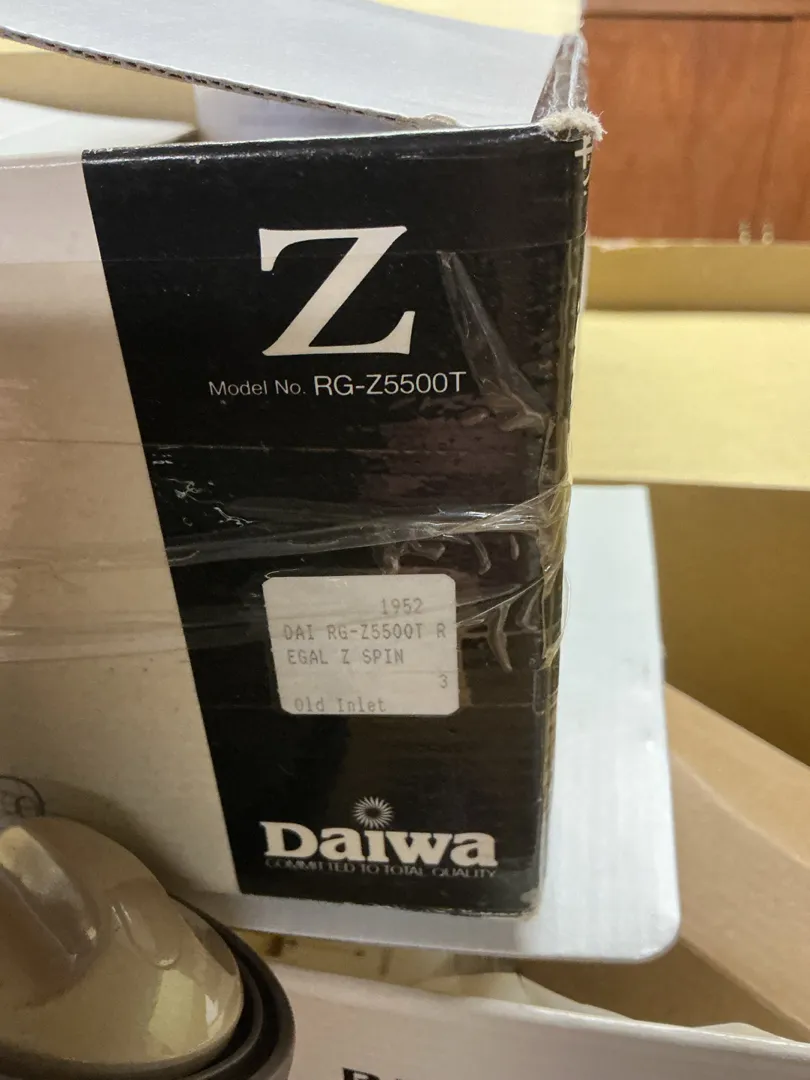 Z
Model No. RG-Z5500T
1952
DAI RG-Z5500T R
EGAL Z SPIN
3
Old Inlet
Daiwa
COMMITTED TO TOTAL QUALITY